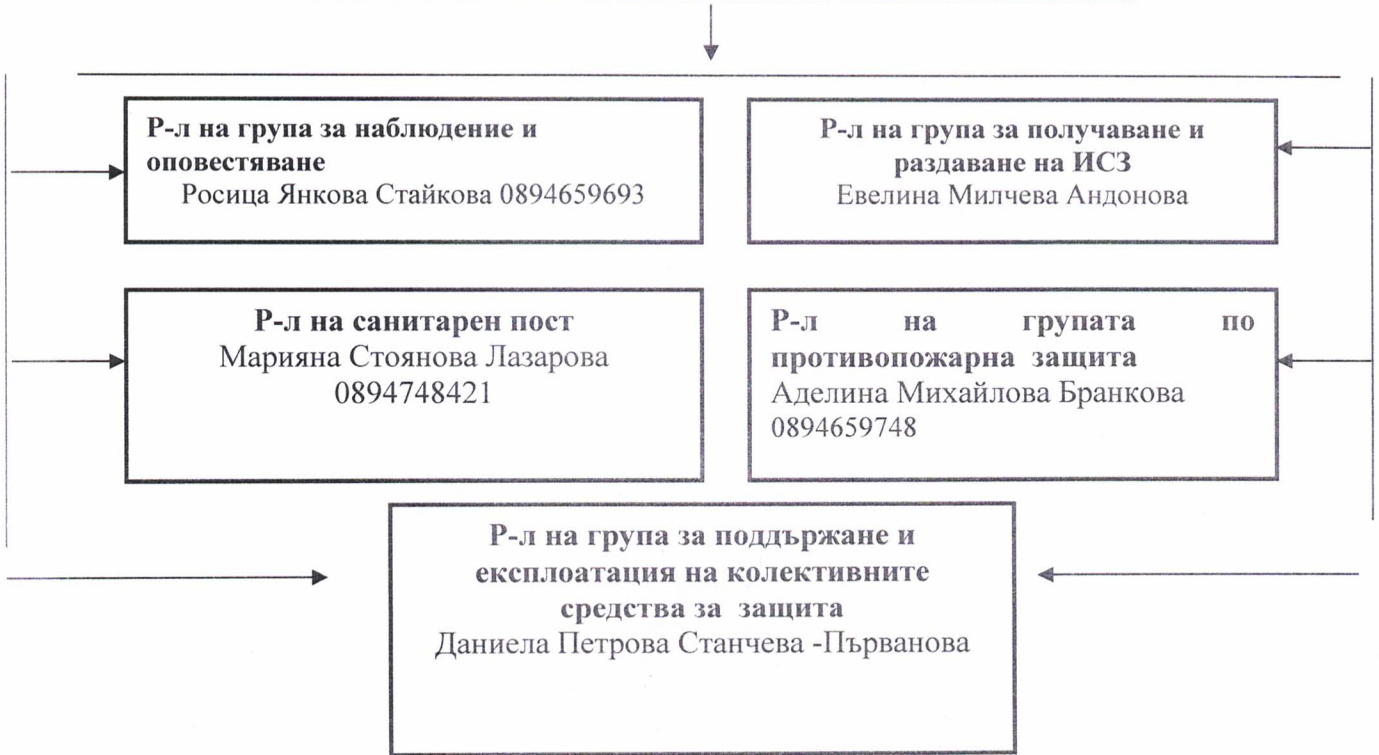 Р-л на група за наблюдение и
оповестяване
Росица Янкова Стайкова 0894659693
Р-л на група за получаване и
раздаване на ИСЗ
Евелина Милчева Андонова
Р-л на санитарен пост
Марияна Стоянова Лазарова
0894748421
Р-л на групата по
противопожарна защита
Аделина Михайлова Бранкова
0894659748
Р-л на група за поддържане и
експлоатация на колективните
средства за защита
Даниела Петрова Станчева -Първанова